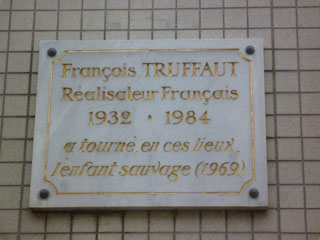 François TRUFFAUT
Réalisateur Français
1932 • 1984
a tourné, en ces lieux,
l'enfant sauvage (1969)